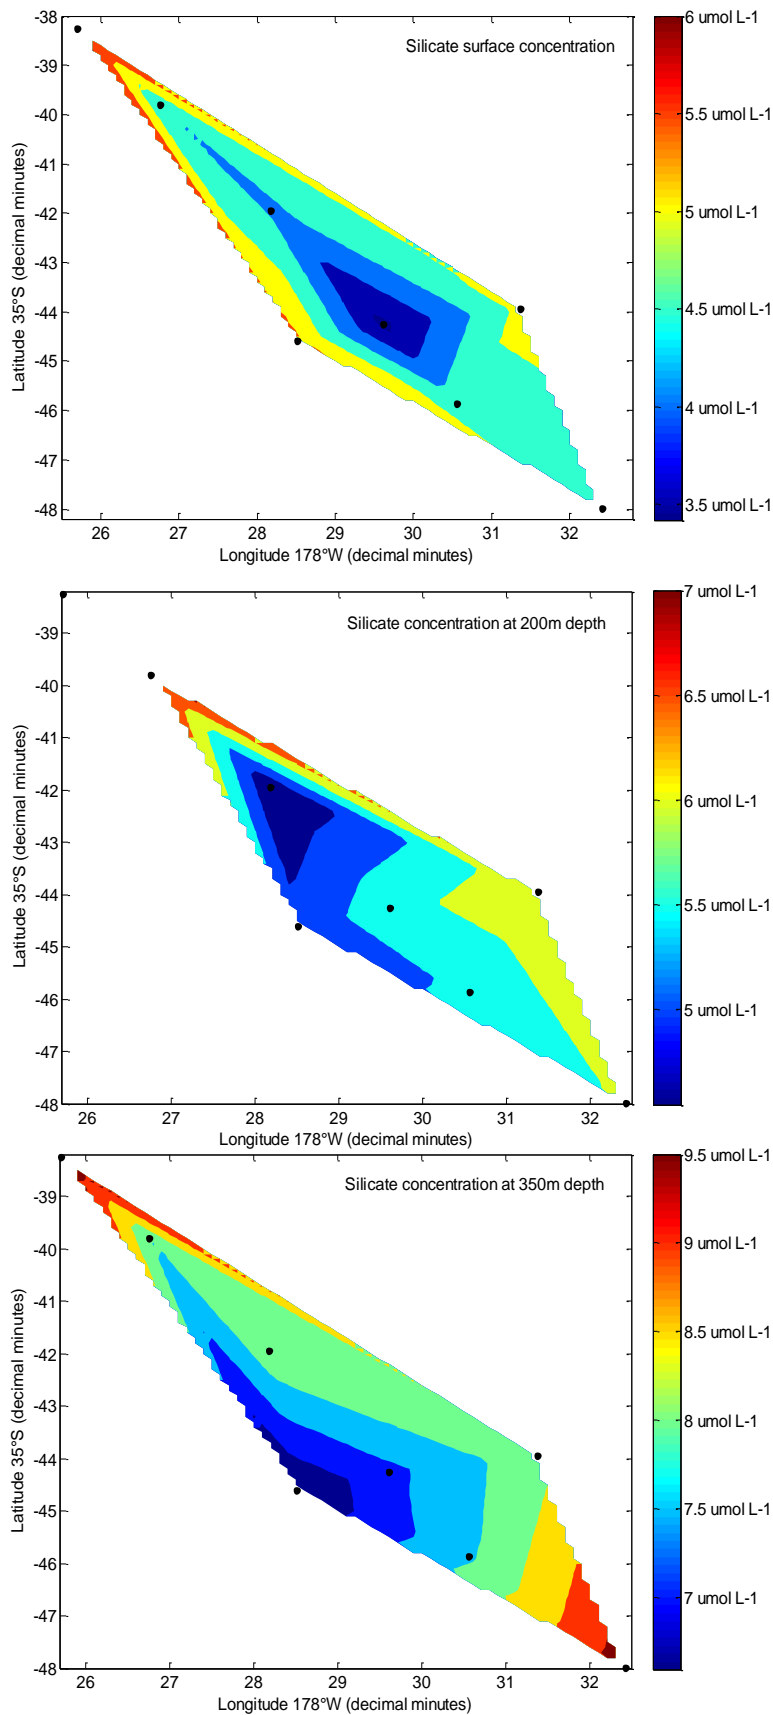 Silicate surface concentration
-38
-39
-40
-41
-42
-43
-44
-45
-46
-47
-48
Latitude 35°S (decimal minutes)
26
27
28
29
30
31
32
Longitude 178°W (decimal minutes)
6 umol L-1
5.5 umol L-1
5 umol L-1
4.5 umol L-1
4 umol L-1
3.5 umol L-1
Silicate concentration at 200m depth
-39
-40
-41
-42
-43
-44
-45
-46
-47
-48
Latitude 35°S (decimal minutes)
26
27
28
29
30
31
32
Longitude 178°W (decimal minutes)
7 umol L-1
6.5 umol L-1
6 umol L-1
5.5 umol L-1
5 umol L-1
Silicate concentration at 350m depth
-39
-40
-41
-42
-43
-44
-45
-46
-47
-48
Latitude 35°S (decimal minutes)
26
27
28
29
30
31
32
Longitude 178°W (decimal minutes)
9.5 umol L-1
9 umol L-1
8.5 umol L-1
8 umol L-1
7.5 umol L-1
7 umol L-1